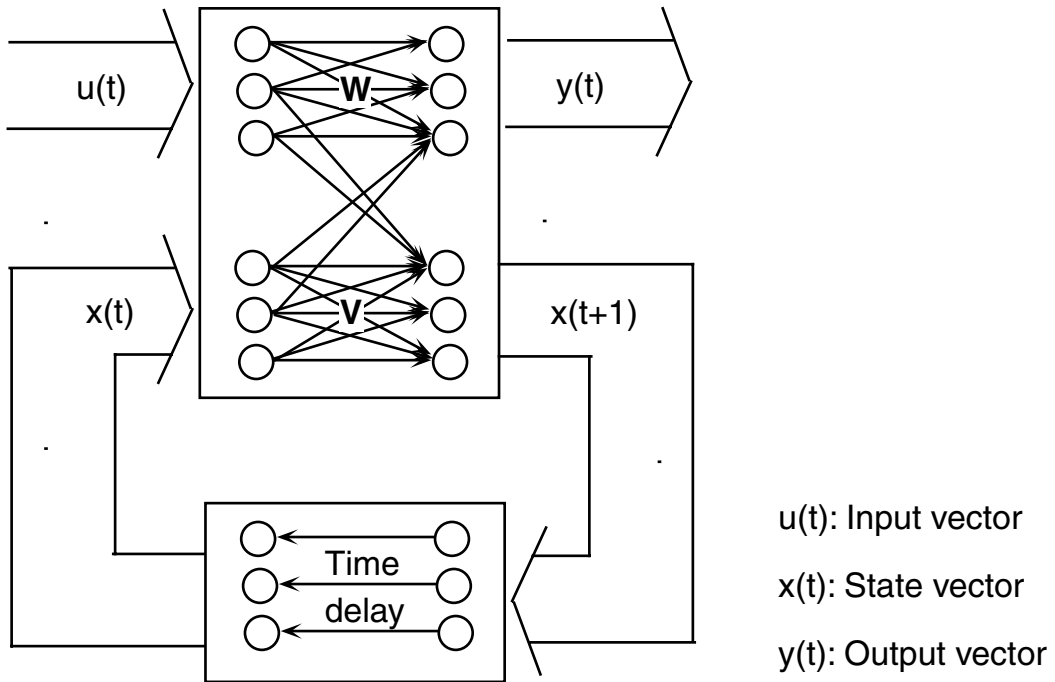 u(t)
W
y(t)
x(t)
V
x(t+1)
Time
delay
u(t): Input vector
x(t): State vector
y(t): Output vector